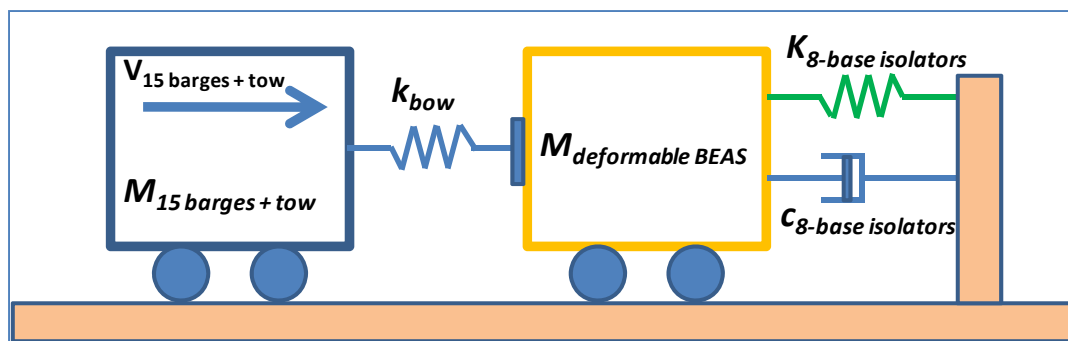 V15 barges + tow
kbow
K8-base isolators
M15 barges + tow
Mdeformable BEAS
c8-base isolators